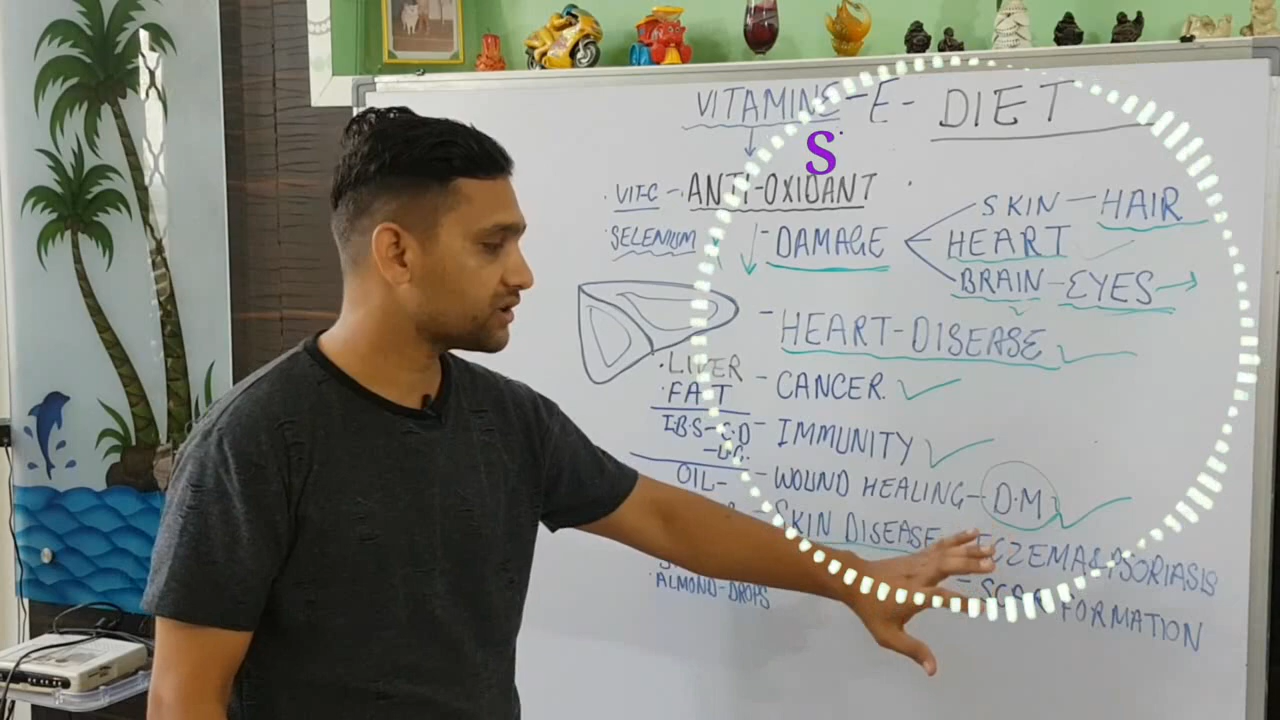 VITAMINS-E- DIET
S
VIT-C - ANTI-OXIDANT
SELENIUM
- DAMAGE
SKIN - HAIR
HEART
BRAIN - EYES
- HEART-DISEASE
LIVER
FAT
- CANCER
I.B.S - C.D
- IMMUNITY
OIL-
- WOUND HEALING - D.M
- SKIN DISEASE
ECZEMA & PSORIASIS
- SCAR FORMATION
ALMOND-DROPS